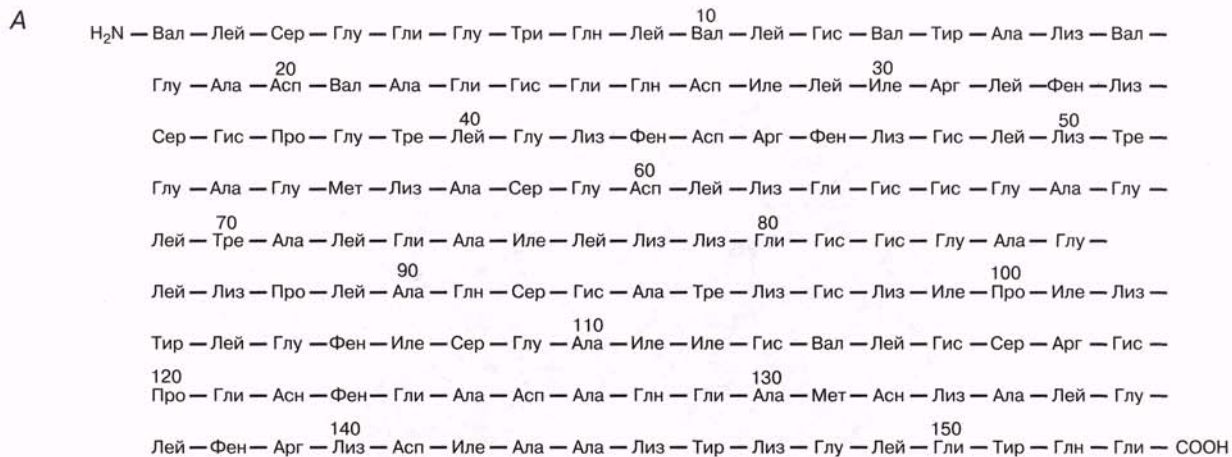 А
10
H₂N — Вал — Лей — Сер — Глу — Гли — Глу — Три — Глн — Лей — Вал — Лей — Гис — Вал — Тир — Ала — Лиз — Вал —
20 30
Глу — Ала — Асп — Вал — Ала — Гли — Гис — Гли — Глн — Асп — Иле — Лей — Иле — Арг — Лей — Фен — Лиз —
40 50
Сер — Гис — Про — Глу — Тре — Лей — Глу — Лиз — Фен — Асп — Арг — Фен — Лиз — Гис — Лей — Лиз — Тре —
60
Глу — Ала — Глу — Мет — Лиз — Ала — Сер — Глу — Асп — Лей — Лиз — Гли — Гис — Гис — Глу — Ала — Глу —
70 80
Лей — Тре — Ала — Лей — Гли — Ала — Иле — Лей — Лиз — Лиз — Гли — Гис — Гис — Глу — Ала — Глу —
90 100
Лей — Лиз — Про — Лей — Ала — Глн — Сер — Гис — Ала — Тре — Лиз — Гис — Лиз — Иле — Про — Иле — Лиз —
110
Тир — Лей — Глу — Фен — Иле — Сер — Глу — Ала — Иле — Иле — Гис — Вал — Лей — Гис — Сер — Арг — Гис —
120 130
Про — Гли — Асн — Фен — Гли — Ала — Асп — Ала — Глн — Гли — Ала — Мет — Асн — Лиз — Ала — Лей — Глу —
140 150
Лей — Фен — Арг — Лиз — Асп — Иле — Ала — Ала — Лиз — Тир — Лиз — Глу — Лей — Гли — Тир — Глн — Гли — COOH